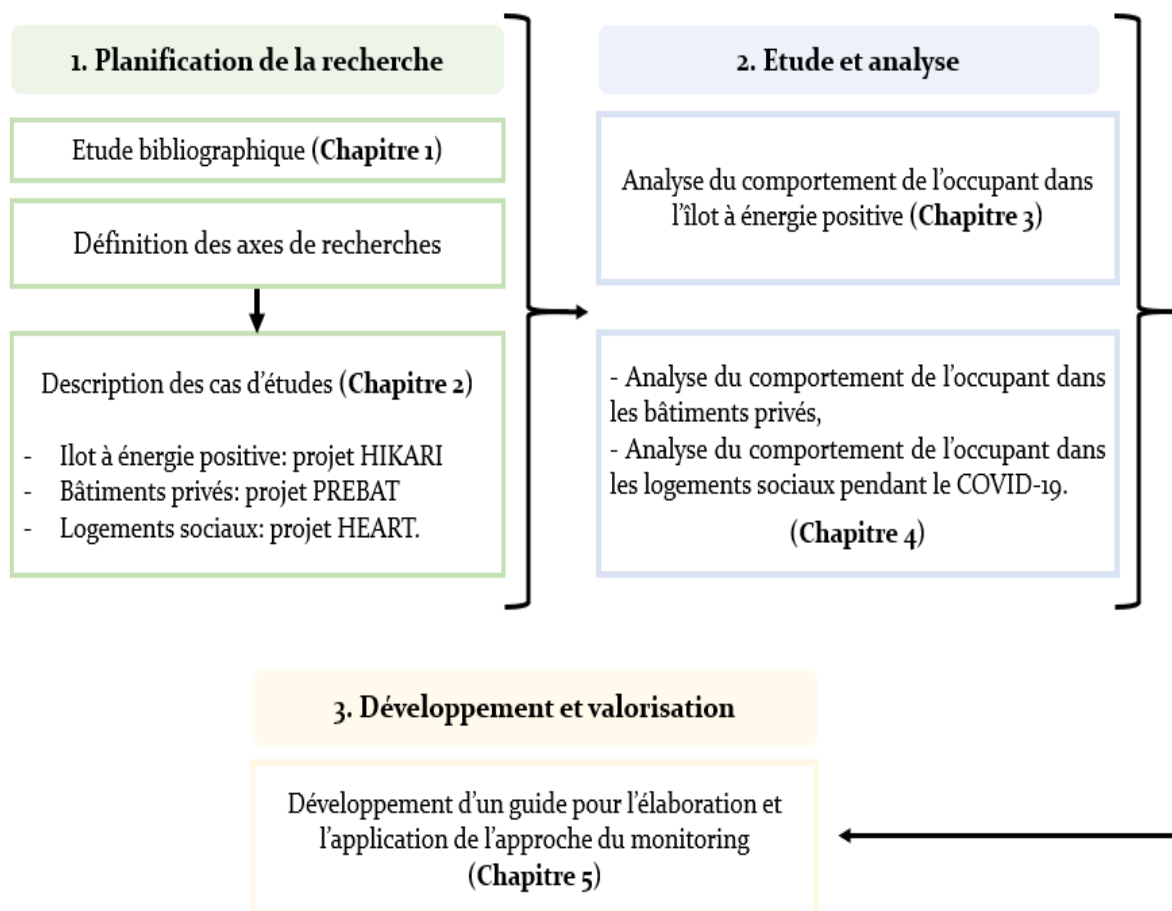 1. Planification de la recherche
Etude bibliographique (Chapitre 1)
Définition des axes de recherches
Description des cas d'études (Chapitre 2)
- Ilot à énergie positive: projet HIKARI
- Bâtiments privés: projet PREBAT
- Logements sociaux: projet HEART.
2. Etude et analyse
Analyse du comportement de l'occupant dans
l'îlot à énergie positive (Chapitre 3)
- Analyse du comportement de l'occupant dans
les bâtiments privés,
- Analyse du comportement de l'occupant dans
les logements sociaux pendant le COVID-19.
(Chapitre 4)
3. Développement et valorisation
Développement d'un guide pour l'élaboration et
l'application de l'approche du monitoring
(Chapitre 5)